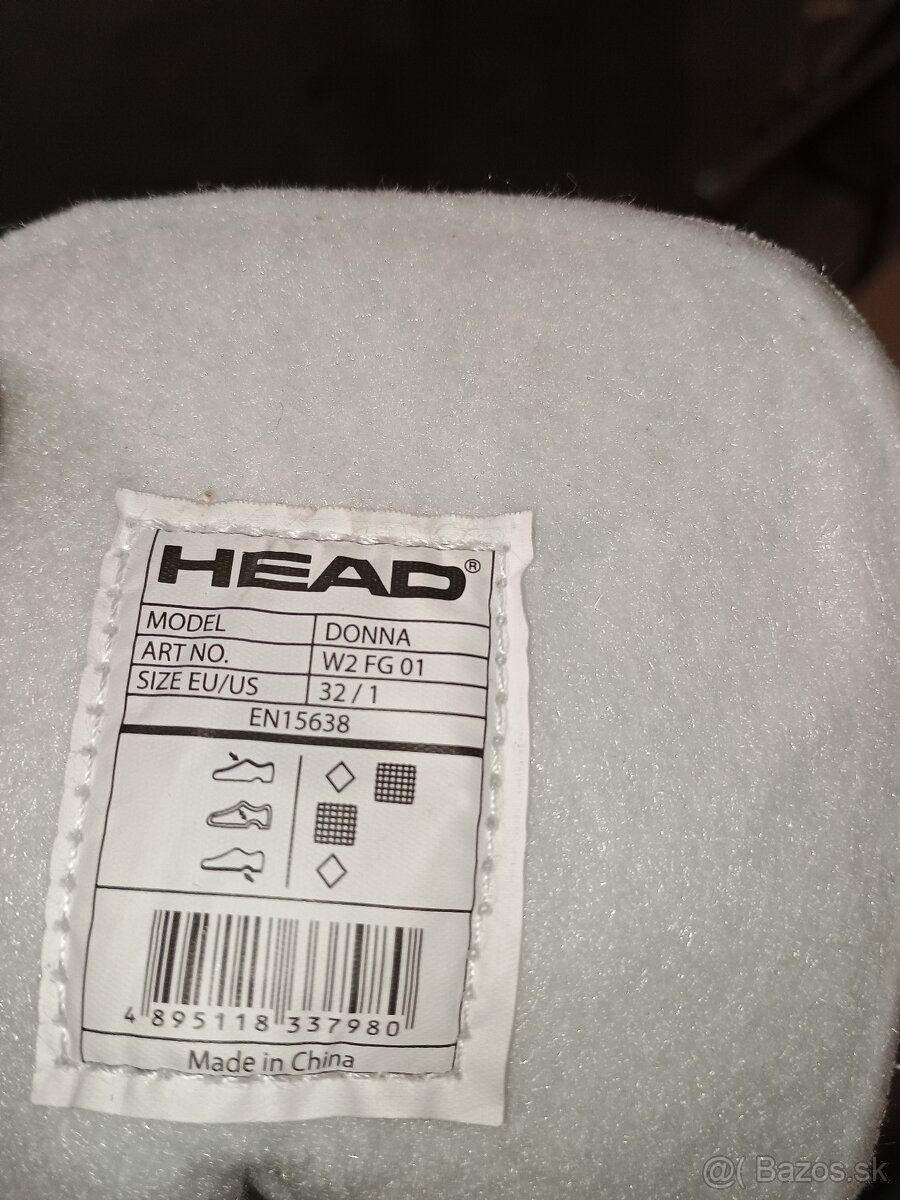 HEAD®
MODEL DONNA
ART NO. W2 FG 01
SIZE EU/US 32 / 1
EN15638
4 895118 337980
Made in China
@( Bazos.sk